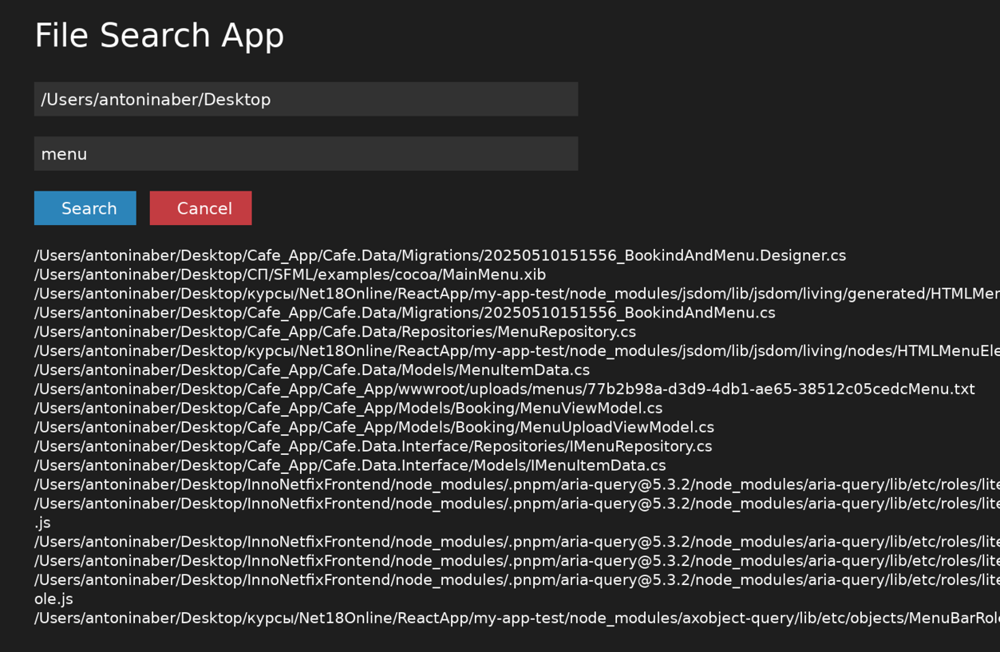 File Search App
/Users/antoninaber/Desktop
menu
Search Cancel
/Users/antoninaber/Desktop/Cafe_App/Cafe.Data/Migrations/20250510151556_BookindAndMenu.Designer.cs
/Users/antoninaber/Desktop/СП/SFML/examples/cocoa/MainMenu.xib
/Users/antoninaber/Desktop/курсы/Net18Online/ReactApp/my-app-test/node_modules/jsdom/lib/jsdom/living/generated/HTMLMen
/Users/antoninaber/Desktop/Cafe_App/Cafe.Data/Migrations/20250510151556_BookindAndMenu.cs
/Users/antoninaber/Desktop/Cafe_App/Cafe.Data/Repositories/MenuRepository.cs
/Users/antoninaber/Desktop/курсы/Net18Online/ReactApp/my-app-test/node_modules/jsdom/lib/jsdom/living/nodes/HTMLMenuEle
/Users/antoninaber/Desktop/Cafe_App/Cafe.Data/Models/MenuItemData.cs
/Users/antoninaber/Desktop/Cafe_App/Cafe_App/wwwroot/uploads/menus/77b2b98a-d3d9-4db1-ae65-38512c05cedcMenu.txt
/Users/antoninaber/Desktop/Cafe_App/Cafe_App/Models/Booking/MenuViewModel.cs
/Users/antoninaber/Desktop/Cafe_App/Cafe_App/Models/Booking/MenuUploadViewModel.cs
/Users/antoninaber/Desktop/Cafe_App/Cafe.Data.Interface/Repositories/IMenuRepository.cs
/Users/antoninaber/Desktop/Cafe_App/Cafe.Data.Interface/Models/IMenuItemData.cs
/Users/antoninaber/Desktop/InnoNetfixFrontend/node_modules/.pnpm/aria-query@5.3.2/node_modules/aria-query/lib/etc/roles/lite
/Users/antoninaber/Desktop/InnoNetfixFrontend/node_modules/.pnpm/aria-query@5.3.2/node_modules/aria-query/lib/etc/roles/lite
.js
/Users/antoninaber/Desktop/InnoNetfixFrontend/node_modules/.pnpm/aria-query@5.3.2/node_modules/aria-query/lib/etc/roles/lite
/Users/antoninaber/Desktop/InnoNetfixFrontend/node_modules/.pnpm/aria-query@5.3.2/node_modules/aria-query/lib/etc/roles/lite
/Users/antoninaber/Desktop/InnoNetfixFrontend/node_modules/.pnpm/aria-query@5.3.2/node_modules/aria-query/lib/etc/roles/lite
ole.js
/Users/antoninaber/Desktop/курсы/Net18Online/ReactApp/my-app-test/node_modules/axobject-query/lib/etc/objects/MenuBarRol